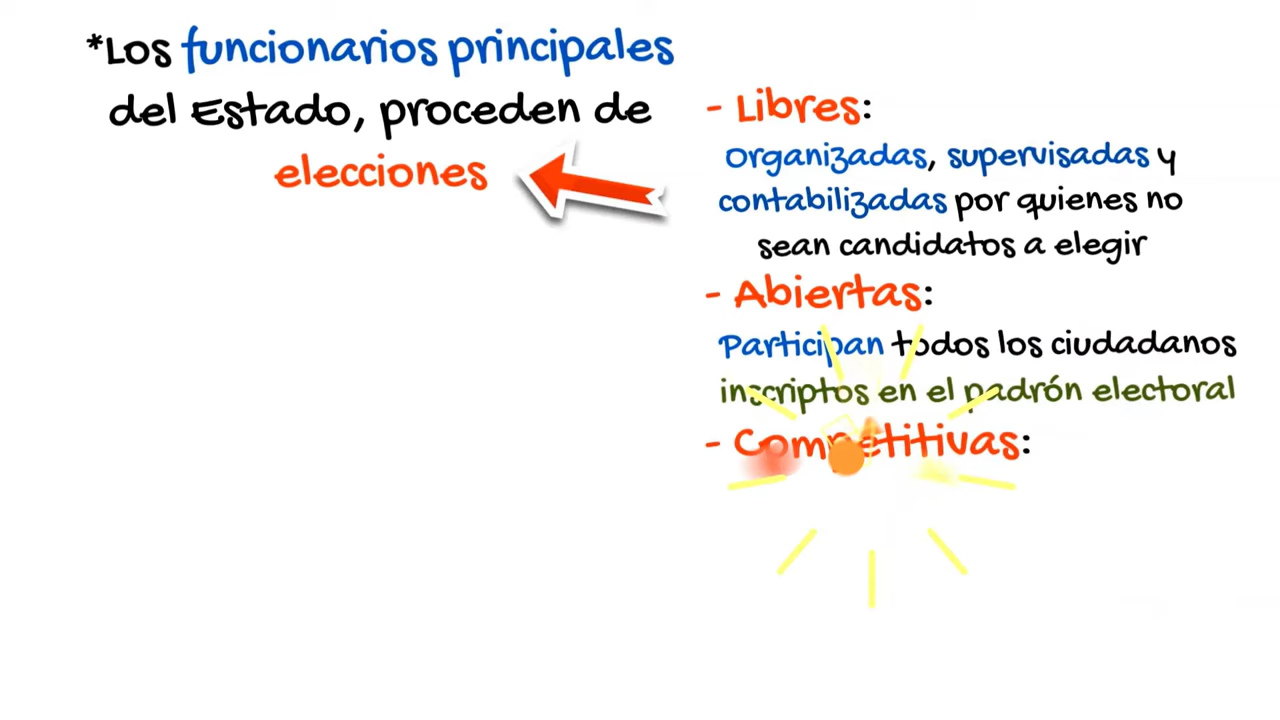 *Los funcionarios principales
del Estado, proceden de
elecciones
- Libres:
organizadas, supervisadas y
contabilizadas por quienes no
sean candidatos a elegir
- Abiertas:
Participan todos los ciudadanos
inscriptos en el padrón electoral
- Competitivas: